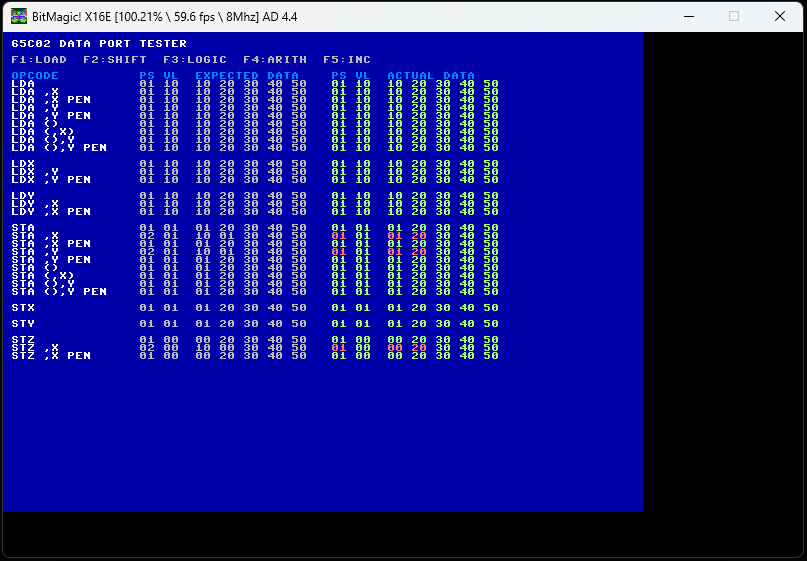 BitMagic! X16E [100.21% \ 59.6 fps \ 8Mhz] AD 4.4
65C02 DATA PORT TESTER
F1:LOAD F2:SHIFT F3:LOGIC F4:ARITH F5:INC
OPCODE PS VL EXPECTED DATA PS VL ACTUAL DATA
LDA 01 10 10 20 30 40 50 01 10 10 20 30 40 50
LDA ,X 01 10 10 20 30 40 50 01 10 10 20 30 40 50
LDA ,X PEN 01 10 10 20 30 40 50 01 10 10 20 30 40 50
LDA ,Y 01 10 10 20 30 40 50 01 10 10 20 30 40 50
LDA ,Y PEN 01 10 10 20 30 40 50 01 10 10 20 30 40 50
LDA () 01 10 10 20 30 40 50 01 10 10 20 30 40 50
LDA (,X) 01 10 10 20 30 40 50 01 10 10 20 30 40 50
LDA (),Y 01 10 10 20 30 40 50 01 10 10 20 30 40 50
LDA (),Y PEN 01 10 10 20 30 40 50 01 10 10 20 30 40 50
LDX 01 10 10 20 30 40 50 01 10 10 20 30 40 50
LDX ,Y 01 10 10 20 30 40 50 01 10 10 20 30 40 50
LDX ,Y PEN 01 10 10 20 30 40 50 01 10 10 20 30 40 50
LDY 01 10 10 20 30 40 50 01 10 10 20 30 40 50
LDY ,X 01 10 10 20 30 40 50 01 10 10 20 30 40 50
LDY ,X PEN 01 10 10 20 30 40 50 01 10 10 20 30 40 50
STA 01 01 01 20 30 40 50 01 01 01 20 30 40 50
STA ,X 02 01 10 01 30 40 50 01 01 01 20 30 40 50
STA ,X PEN 01 01 01 20 30 40 50 01 01 01 20 30 40 50
STA ,Y 02 01 10 01 30 40 50 01 01 01 20 30 40 50
STA ,Y PEN 01 01 01 20 30 40 50 01 01 01 20 30 40 50
STA () 01 01 01 20 30 40 50 01 01 01 20 30 40 50
STA (,X) 01 01 01 20 30 40 50 01 01 01 20 30 40 50
STA (),Y 01 01 01 20 30 40 50 01 01 01 20 30 40 50
STA (),Y PEN 01 01 01 20 30 40 50 01 01 01 20 30 40 50
STX 01 01 01 20 30 40 50 01 01 01 20 30 40 50
STY 01 01 01 20 30 40 50 01 01 01 20 30 40 50
STZ 01 00 00 20 30 40 50 01 00 00 20 30 40 50
STZ ,X 02 00 10 00 30 40 50 01 00 00 20 30 40 50
STZ ,X PEN 01 00 00 20 30 40 50 01 00 00 20 30 40 50